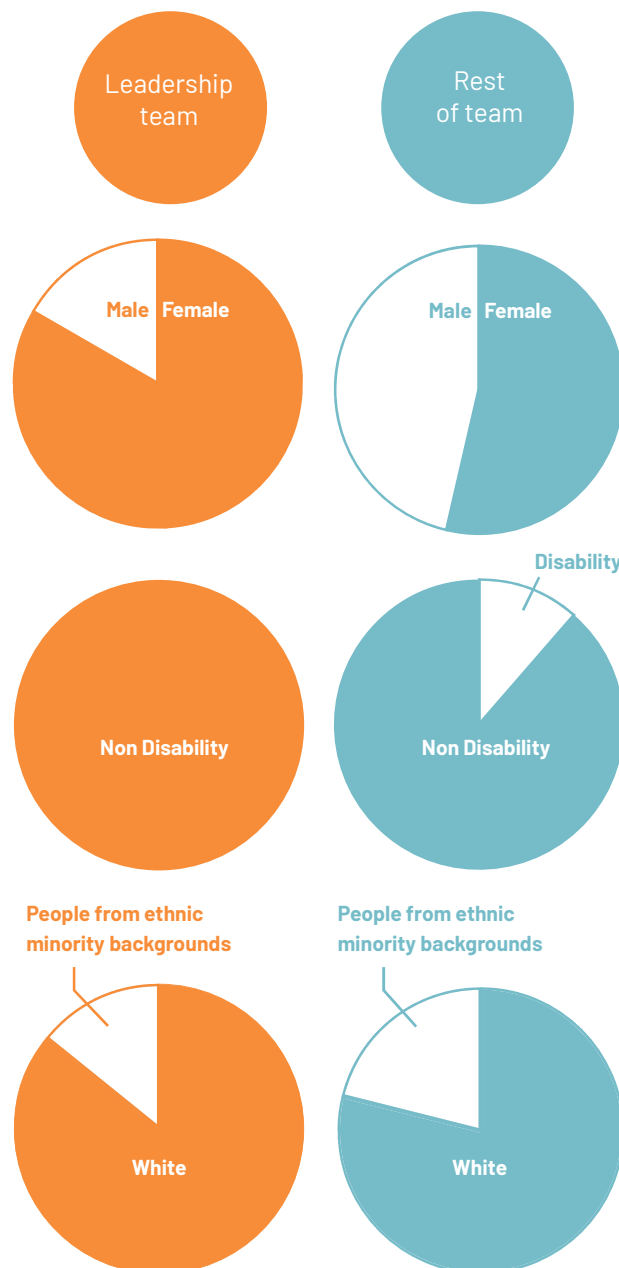 Leadership
team
Rest
of team
Male Female
Male Female
Disability
Non Disability
Non Disability
People from ethnic
minority backgrounds
People from ethnic
minority backgrounds
White
White